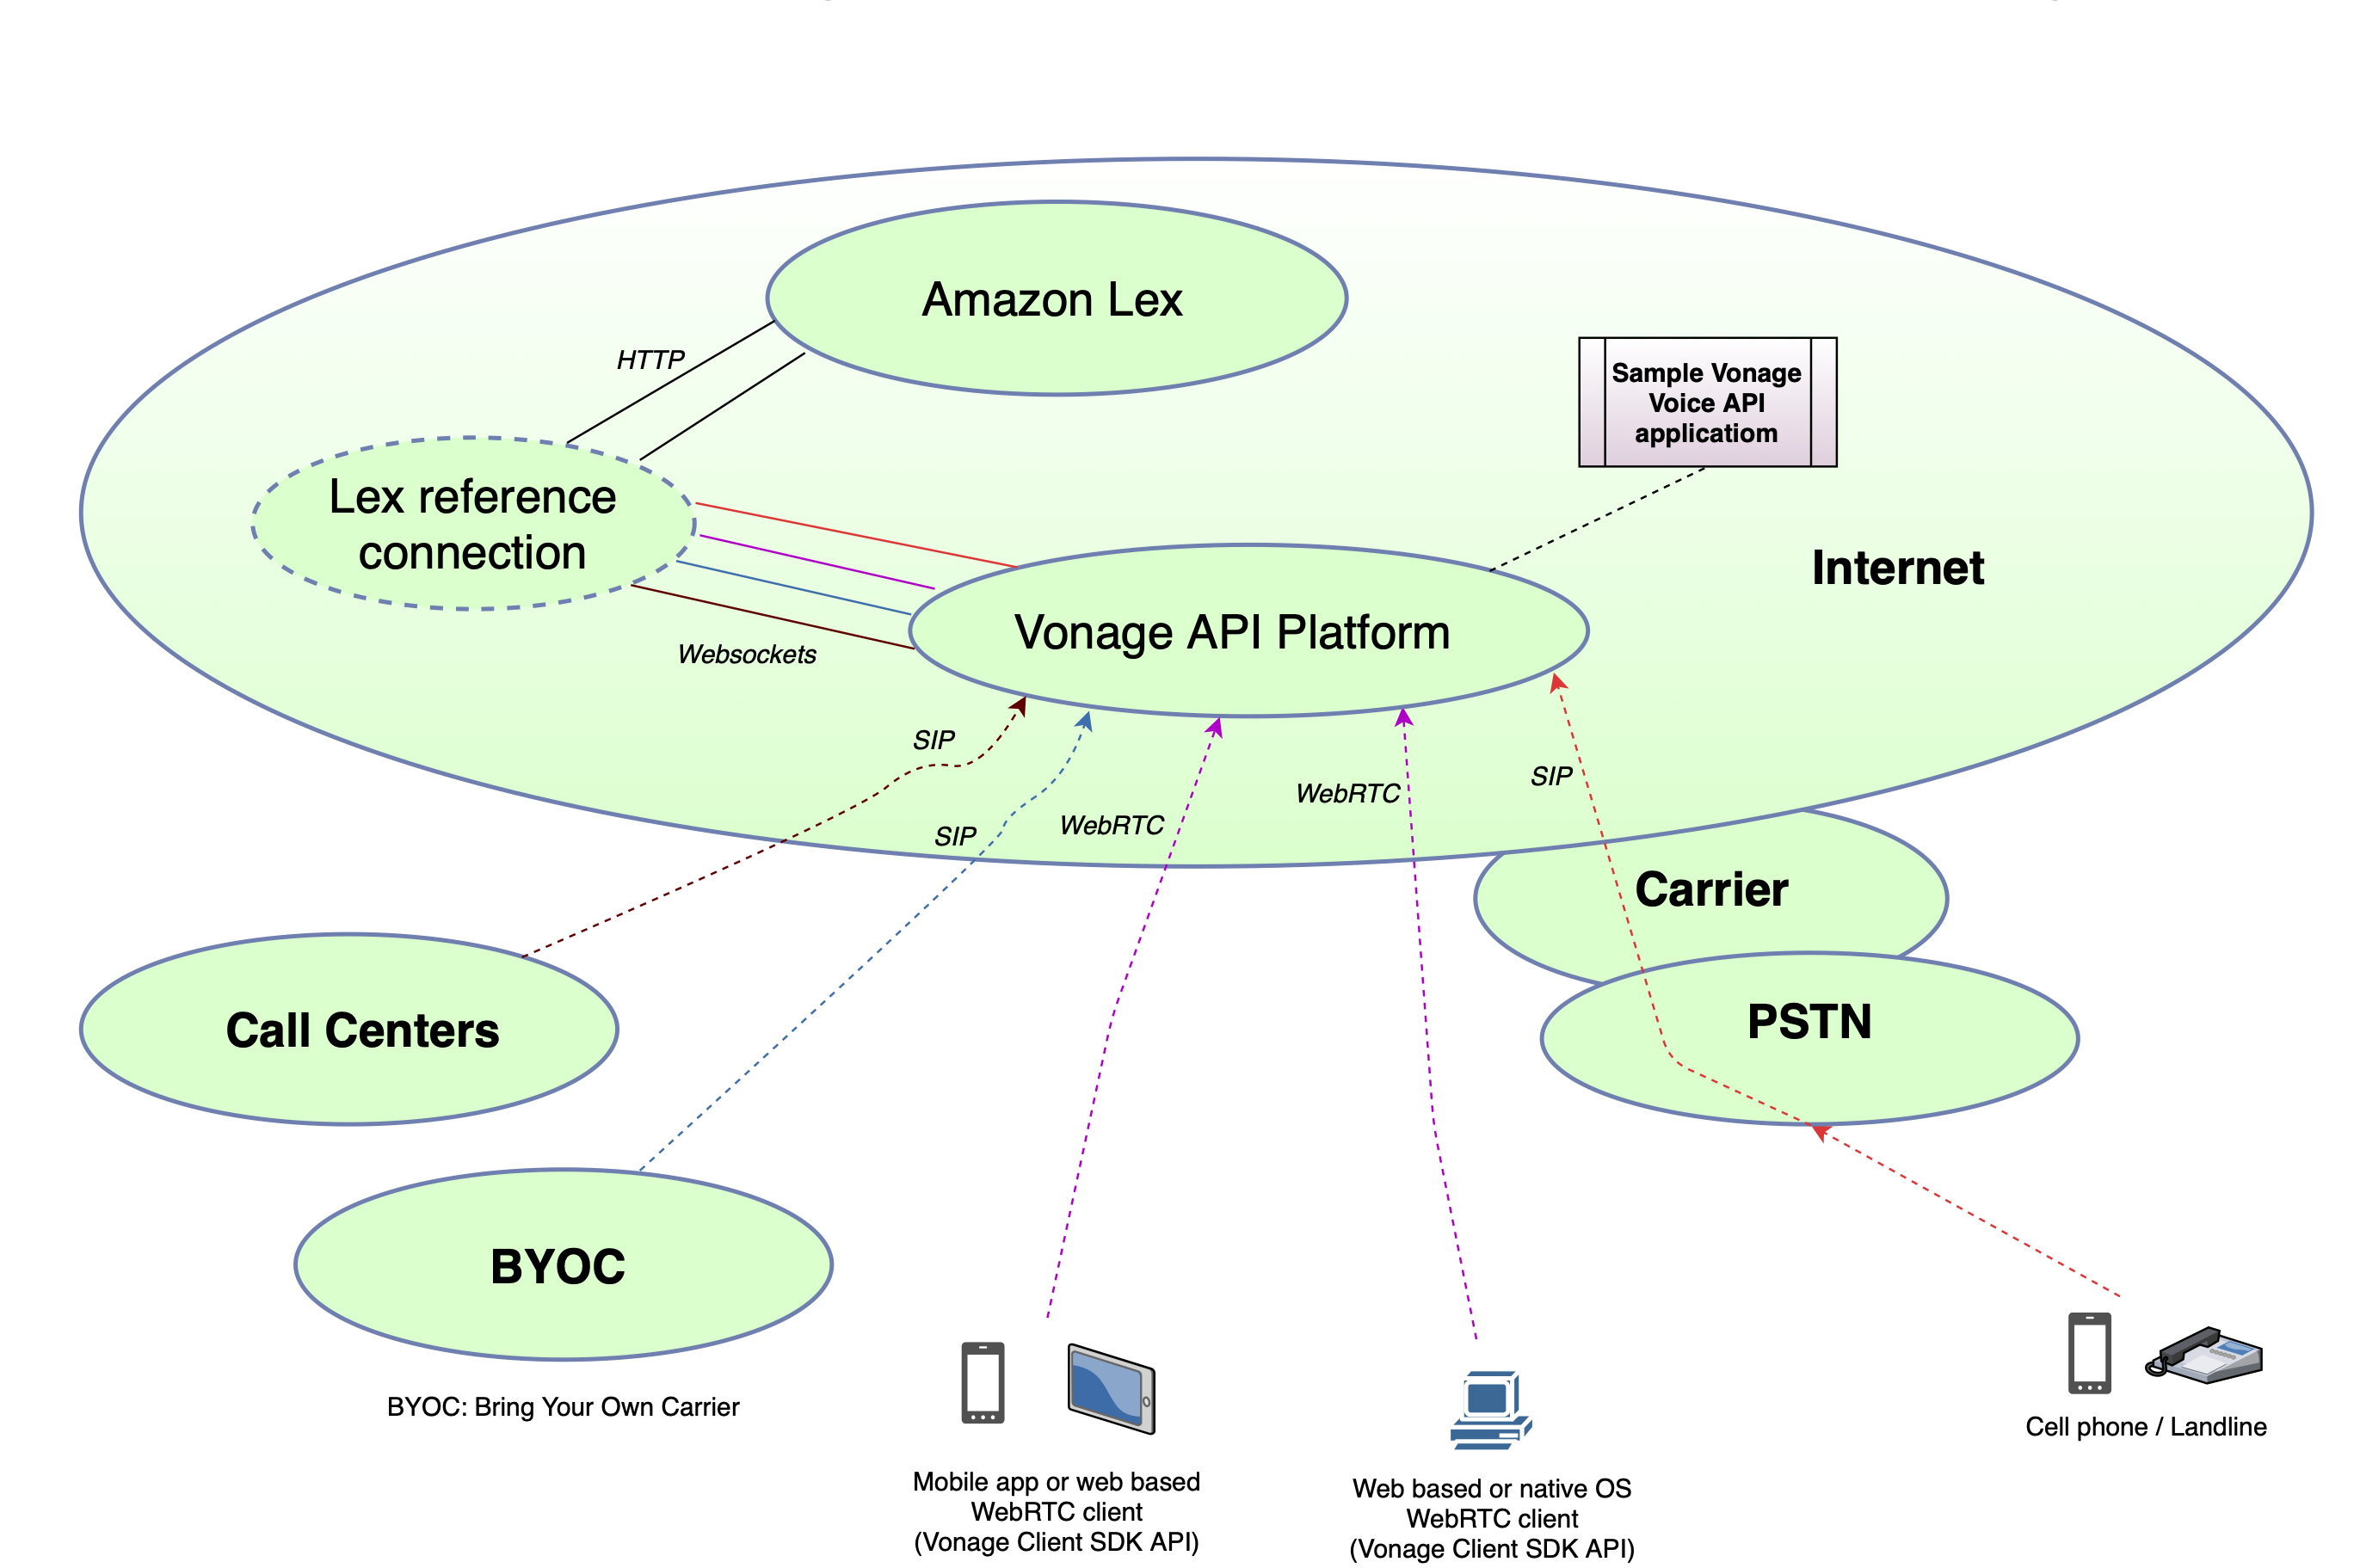 Amazon Lex
HTTP
Sample Vonage
Voice API
applicatiom
Lex reference
connection
Internet
Vonage API Platform
Websockets
SIP
SIP
WebRTC
WebRTC
SIP
Carrier
PSTN
Call Centers
BYOC
BYOC: Bring Your Own Carrier
Mobile app or web based
WebRTC client
(Vonage Client SDK API)
Web based or native OS
WebRTC client
(Vonage Client SDK API)
Cell phone / Landline